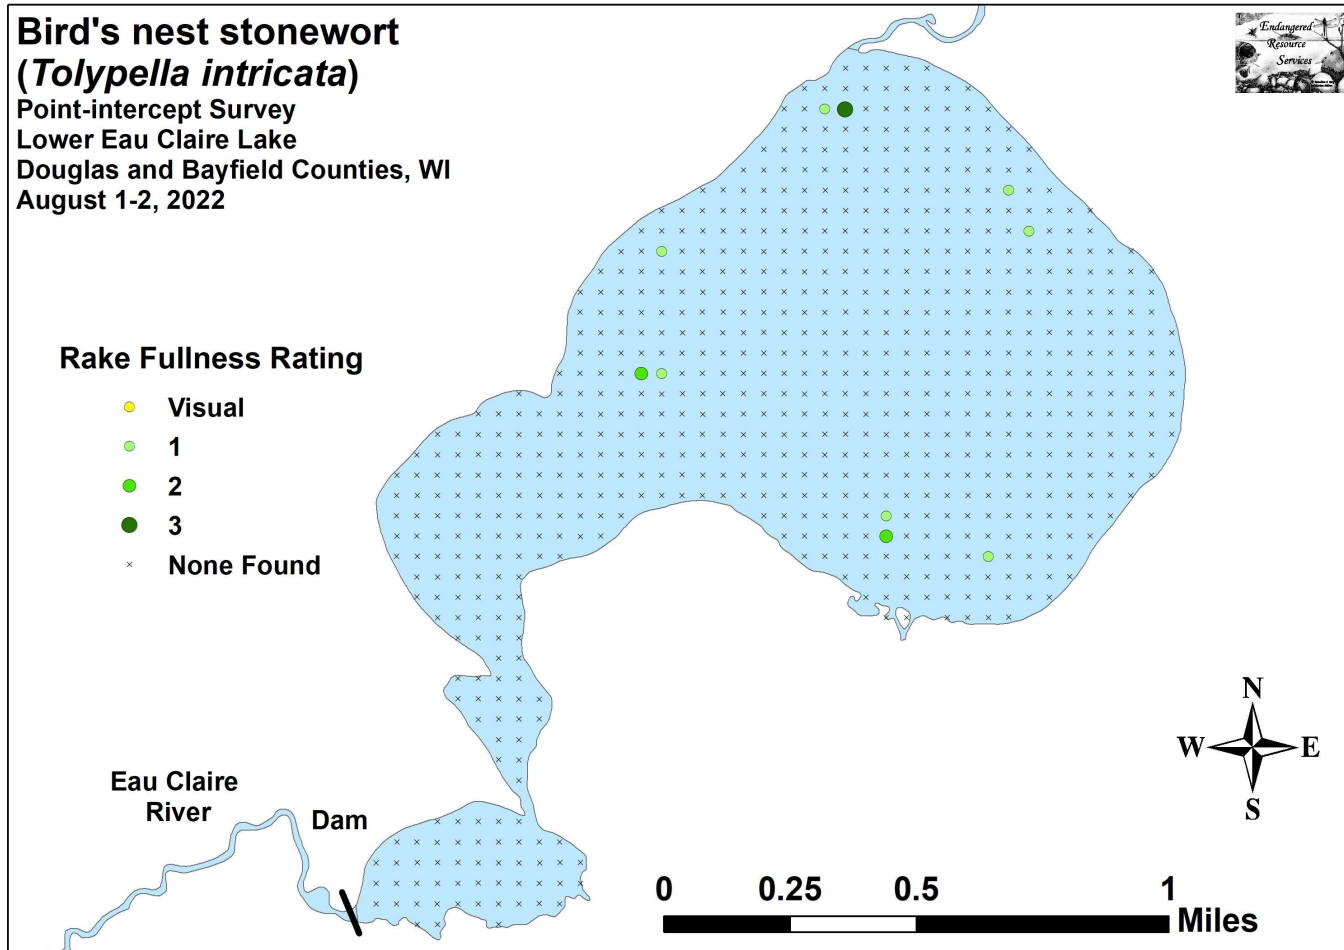 Bird's nest stonewort
(Tolypella intricata)
Point-intercept Survey
Lower Eau Claire Lake
Douglas and Bayfield Counties, WI
August 1-2, 2022
Endangered
Resource
Services
Rake Fullness Rating
Visual
1
2
3
None Found
N
W E
S
Eau Claire
River
Dam
0 0.25 0.5 1
Miles